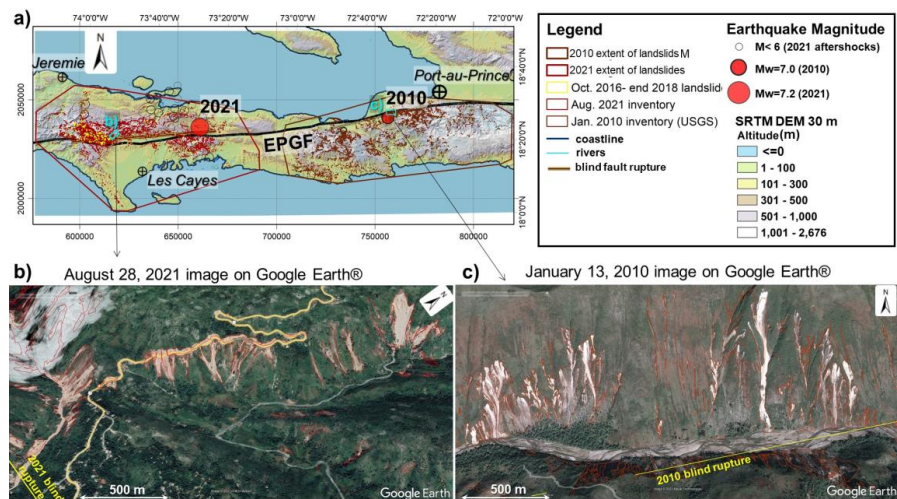 a)
73°40'0"W 73°20'0"W 73°0'0"W 72°40'0"W 72°20'0"W 72°0'0"W
N
Jeremie
2010
Port-au-Prince
2021
b)
c)
EPGF
Les Cayes
2050000
2000000
18°40'0"N
18°20'0"N
18°0'0"N
600000 650000 700000 750000 800000
Legend
2010 extent of landslidsM
2021 extent of landslides
Oct. 2016- end 2018 landslide
Aug. 2021 inventory
Jan. 2010 inventory (USGS)
coastline
rivers
blind fault rupture
Earthquake Magnitude
M< 6 (2021 aftershocks)
Mw=7.0 (2010)
Mw=7.2 (2021)
SRTM DEM 30 m
Altitude(m)
<=0
1 - 100
101 - 300
301 - 500
501 - 1,000
1,001 - 2,676
b) August 28, 2021 image on Google Earth®
N
2021 blind
rupture
500 m
Google Earth
c) January 13, 2010 image on Google Earth®
N
2010 blind rupture
500 m
Google Earth